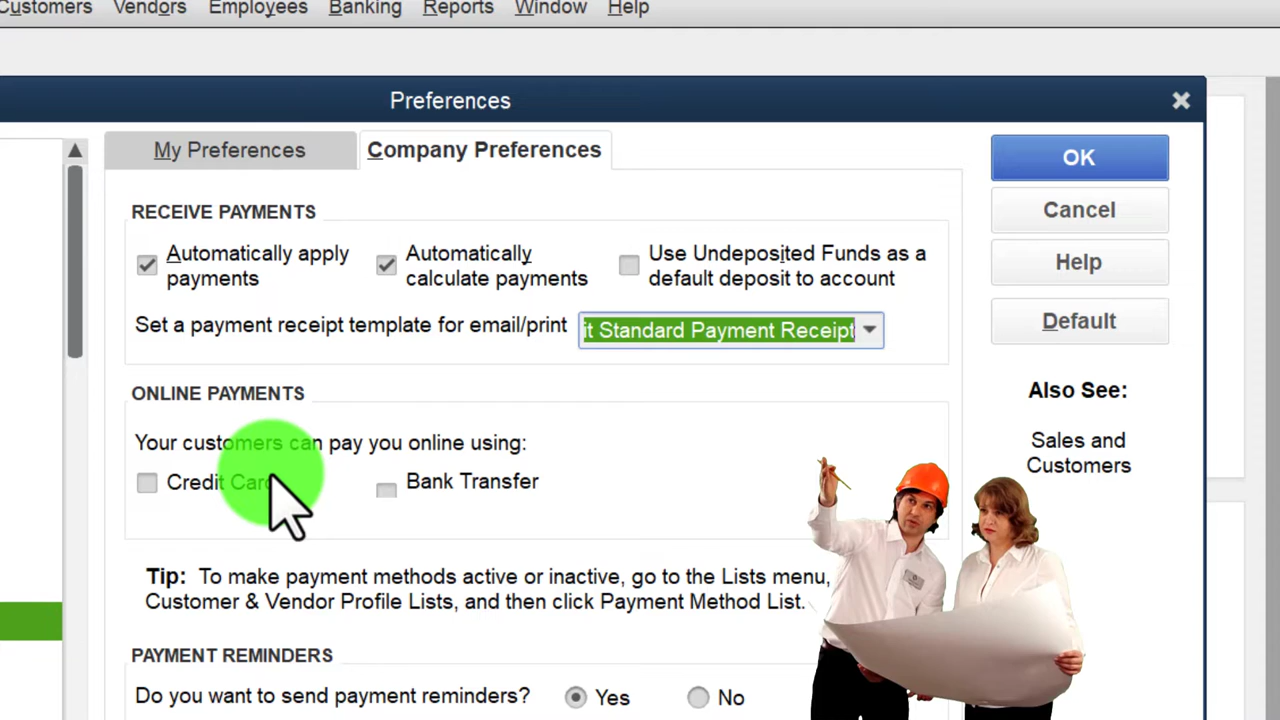 Customers Vendors Employees Banking Reports Window Help
Preferences
My Preferences Company Preferences
OK
Cancel
Help
Default
Also See:
Sales and
Customers
RECEIVE PAYMENTS
Automatically apply
payments
Automatically
calculate payments
Use Undeposited Funds as a
default deposit to account
Set a payment receipt template for email/print it Standard Payment Receipt
ONLINE PAYMENTS
Your customers can pay you online using:
Credit Card Bank Transfer
Tip: To make payment methods active or inactive, go to the Lists menu,
Customer & Vendor Profile Lists, and then click Payment Method List.
PAYMENT REMINDERS
Do you want to send payment reminders? Yes No